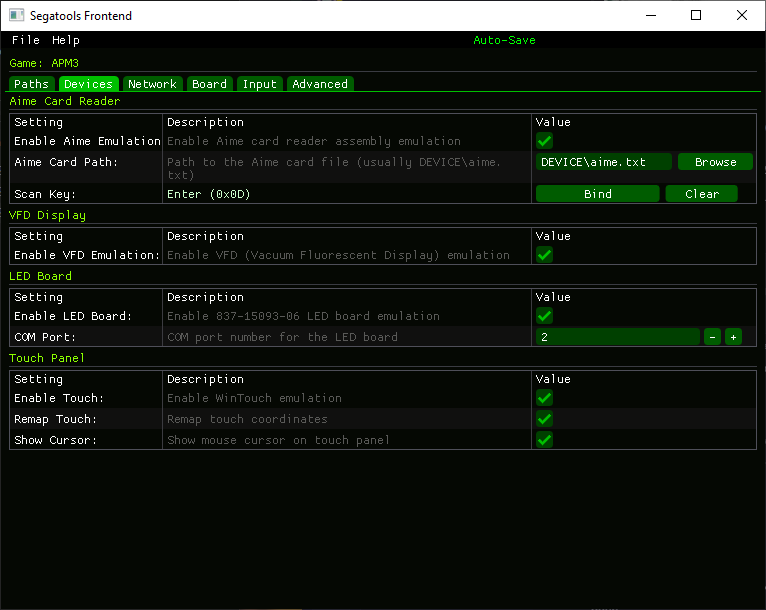 Segatools Frontend
File Help Auto-Save
Game: APM3
Paths Devices Network Board Input Advanced
Aime Card Reader
Setting Description Value
Enable Aime Emulation Enable Aime card reader assembly emulation
Aime Card Path: Path to the Aime card file (usually DEVICE\aime. DEVICE\aime.txt Browse
txt)
Scan Key: Enter (0x0D) Bind Clear
VFD Display
Setting Description Value
Enable VFD Emulation: Enable VFD (Vacuum Fluorescent Display) emulation
LED Board
Setting Description Value
Enable LED Board: Enable 837-15093-06 LED board emulation
COM Port: COM port number for the LED board 2 - +
Touch Panel
Setting Description Value
Enable Touch: Enable WinTouch emulation
Remap Touch: Remap touch coordinates
Show Cursor: Show mouse cursor on touch panel